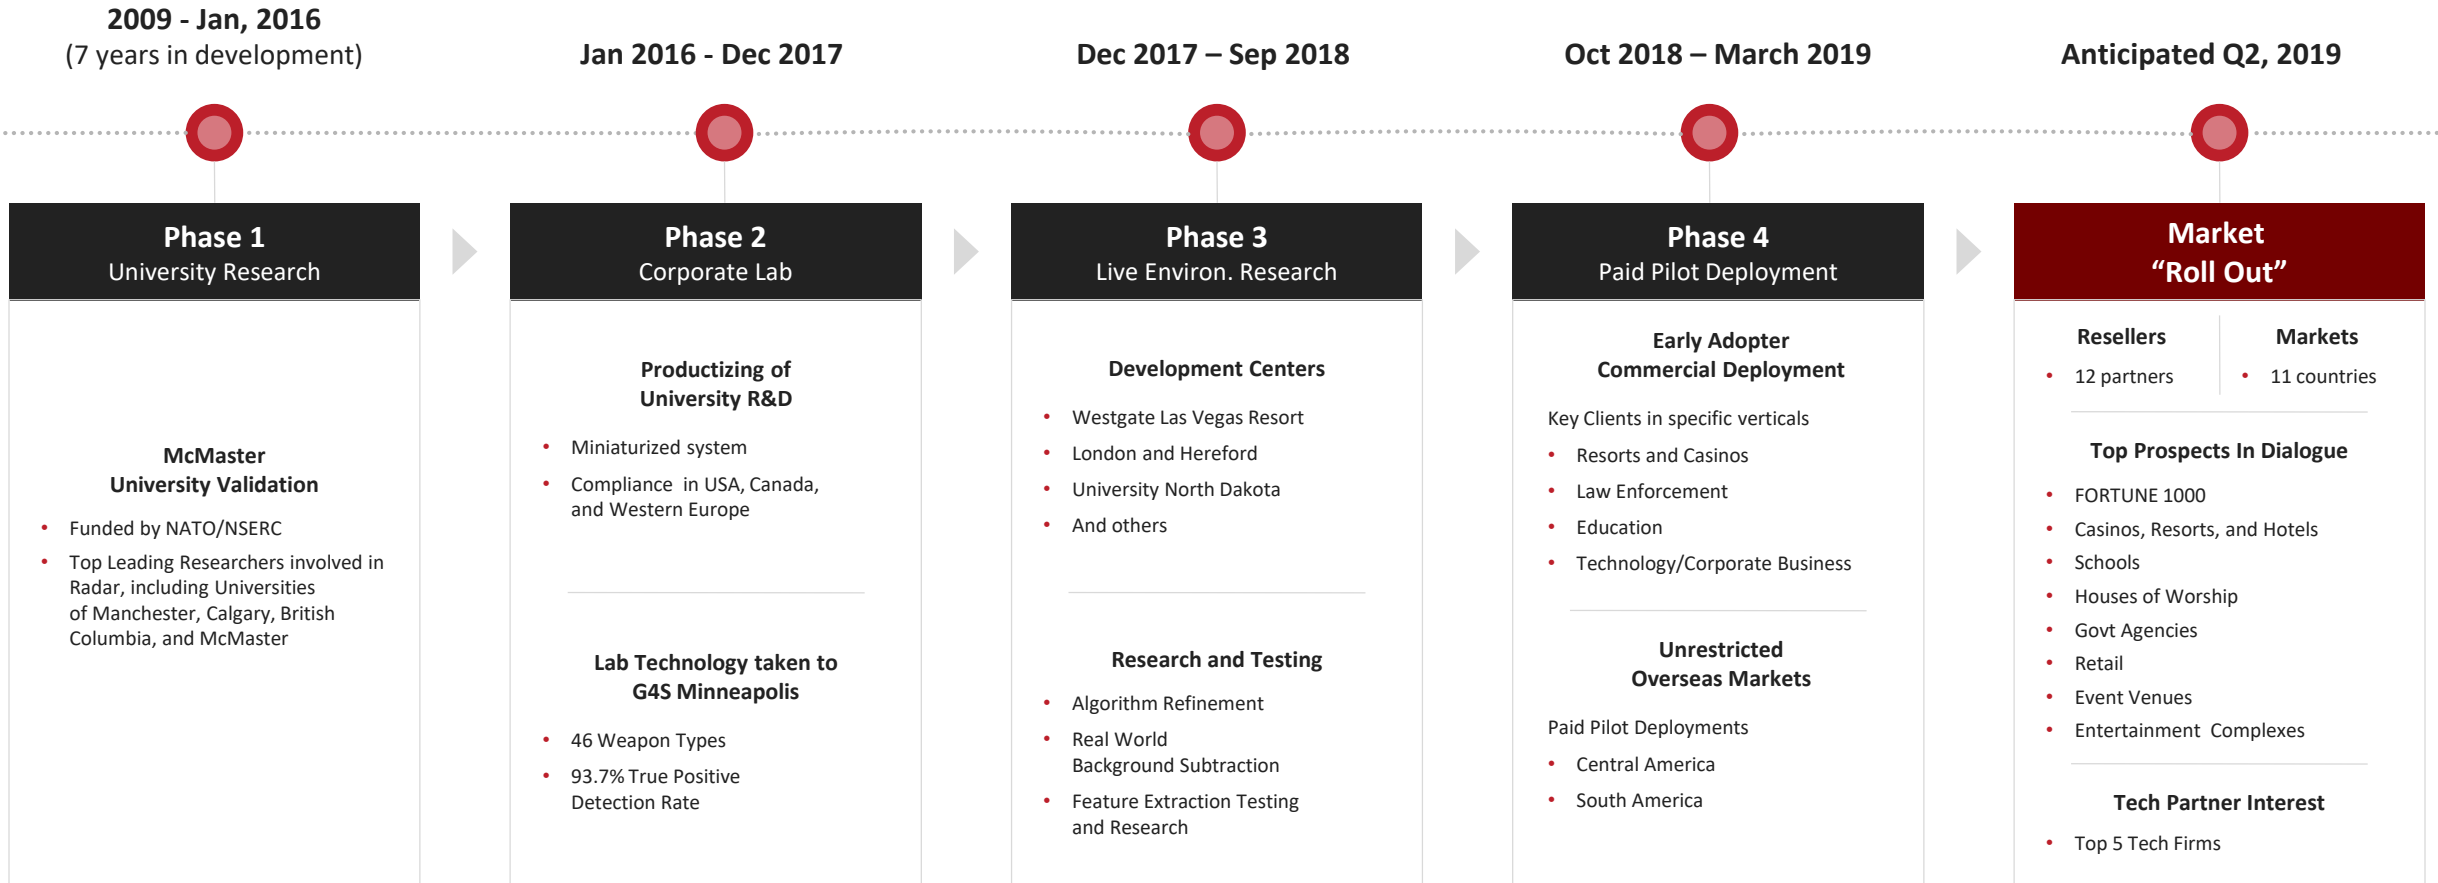 2009 - Jan, 2016
(7 years in development)
Jan 2016 - Dec 2017
Dec 2017 – Sep 2018
Oct 2018 – March 2019
Anticipated Q2, 2019
Phase 1
University Research
McMaster
University Validation
• Funded by NATO/NSERC
• Top Leading Researchers involved in
Radar, including Universities
of Manchester, Calgary, British
Columbia, and McMaster
Phase 2
Corporate Lab
Productizing of
University R&D
• Miniaturized system
• Compliance in USA, Canada,
and Western Europe
Lab Technology taken to
G4S Minneapolis
• 46 Weapon Types
• 93.7% True Positive
Detection Rate
Phase 3
Live Environ. Research
Development Centers
• Westgate Las Vegas Resort
• London and Hereford
• University North Dakota
• And others
Research and Testing
• Algorithm Refinement
• Real World
Background Subtraction
• Feature Extraction Testing
and Research
Phase 4
Paid Pilot Deployment
Early Adopter
Commercial Deployment
Key Clients in specific verticals
• Resorts and Casinos
• Law Enforcement
• Education
• Technology/Corporate Business
Unrestricted
Overseas Markets
Paid Pilot Deployments
• Central America
• South America
Market
“Roll Out”
Resellers
• 12 partners
Markets
• 11 countries
Top Prospects In Dialogue
• FORTUNE 1000
• Casinos, Resorts, and Hotels
• Schools
• Houses of Worship
• Govt Agencies
• Retail
• Event Venues
• Entertainment Complexes
Tech Partner Interest
• Top 5 Tech Firms